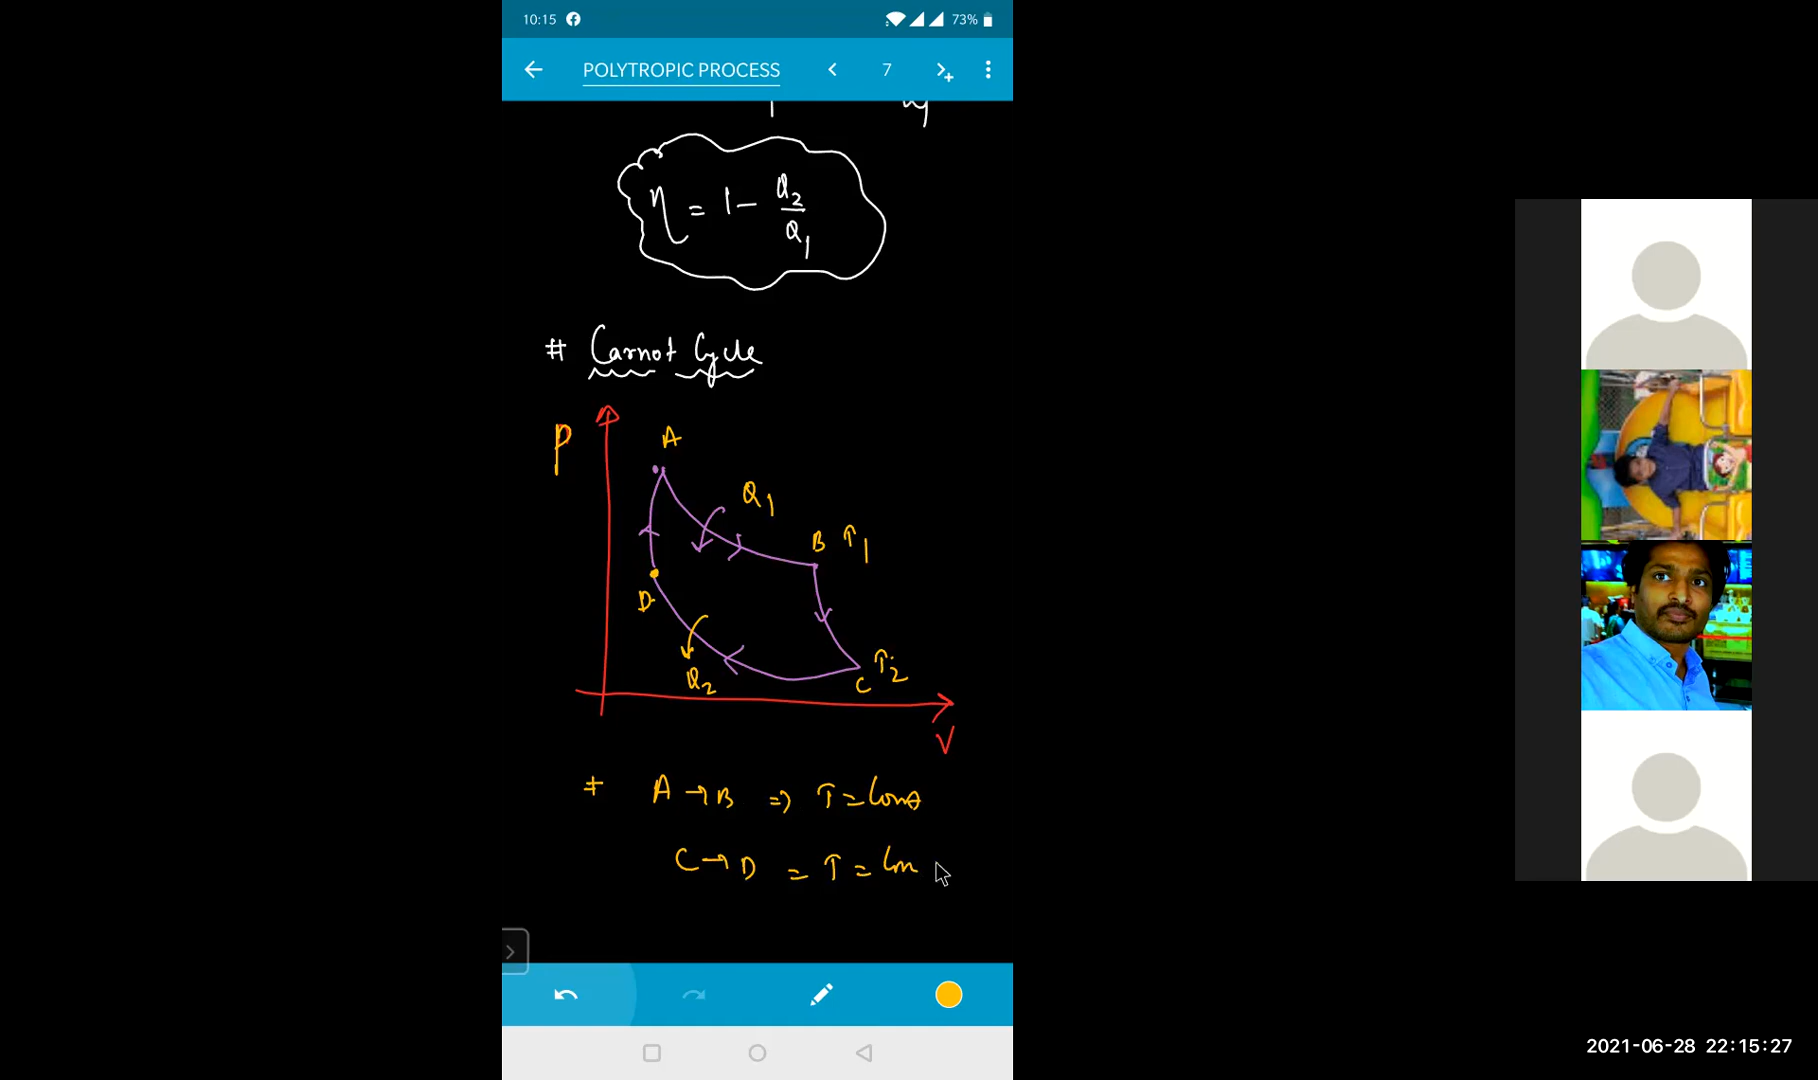 10:15 73%
POLYTROPIC PROCESS 7
η = 1 - Q2/Q1
# Carnot Cycle
P
A
Q1
B T1
D
Q2
C T2
V
# A → B ⇒ T = Const
C → D = T = Con
2021-06-28 22:15:27